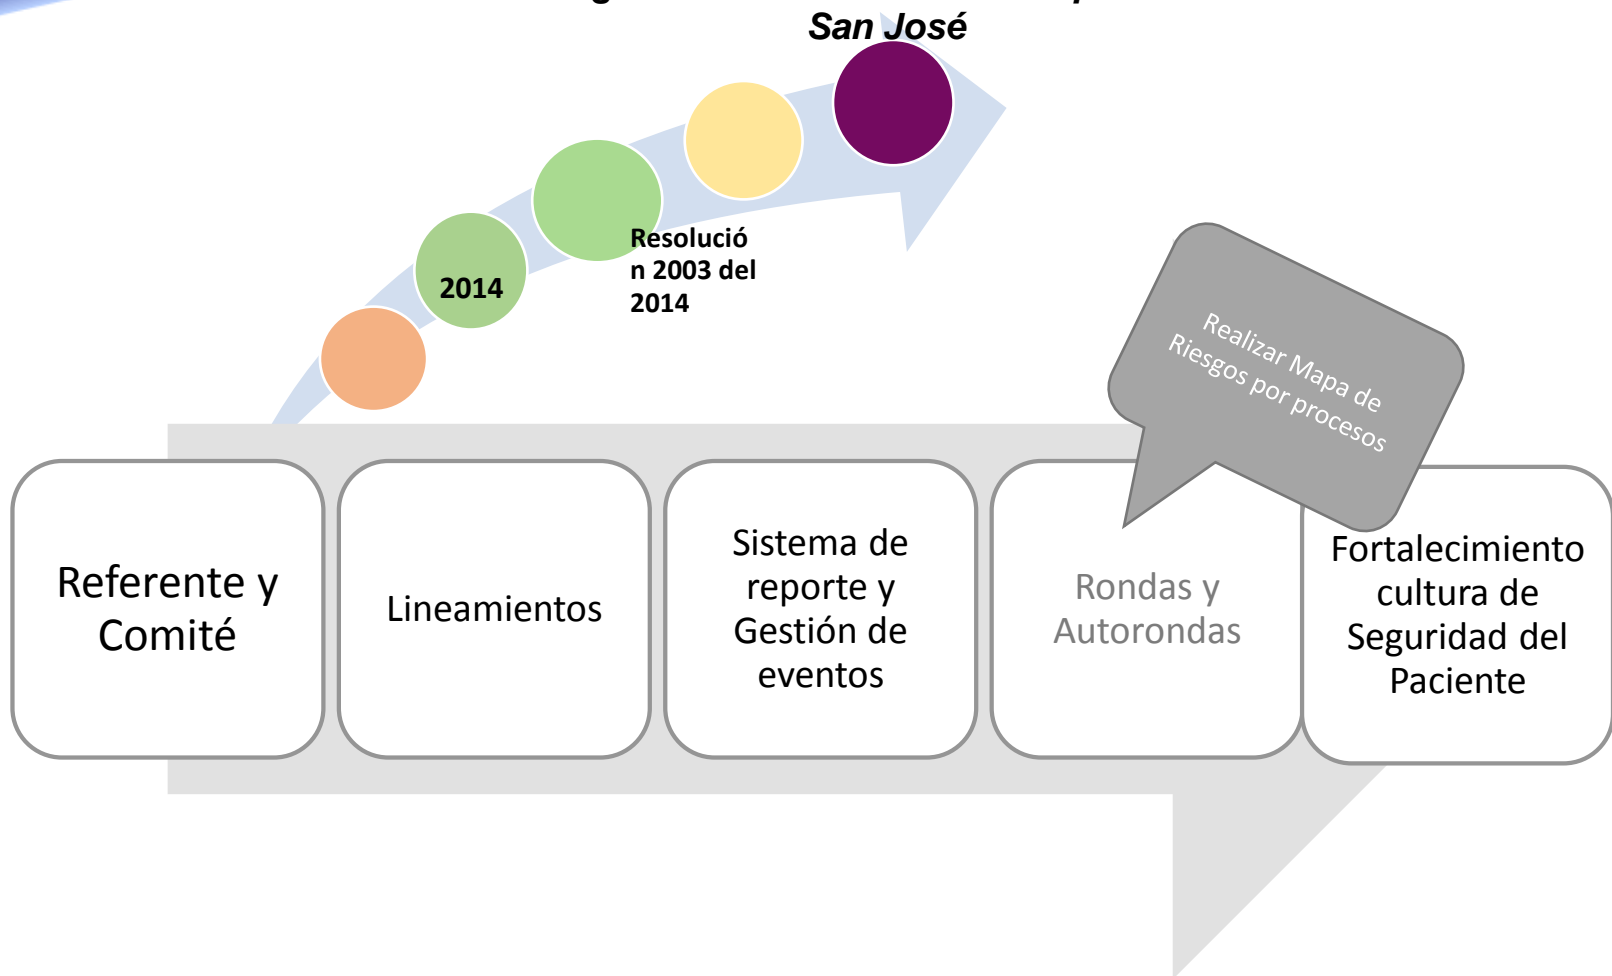 San José
2014
Resolució
n 2003 del
2014
Realizar Mapa de
Riesgos por procesos
Referente y
Comité
Lineamientos
Sistema de
reporte y
Gestión de
eventos
Rondas y
Autorondas
Fortalecimiento
cultura de
Seguridad del
Paciente